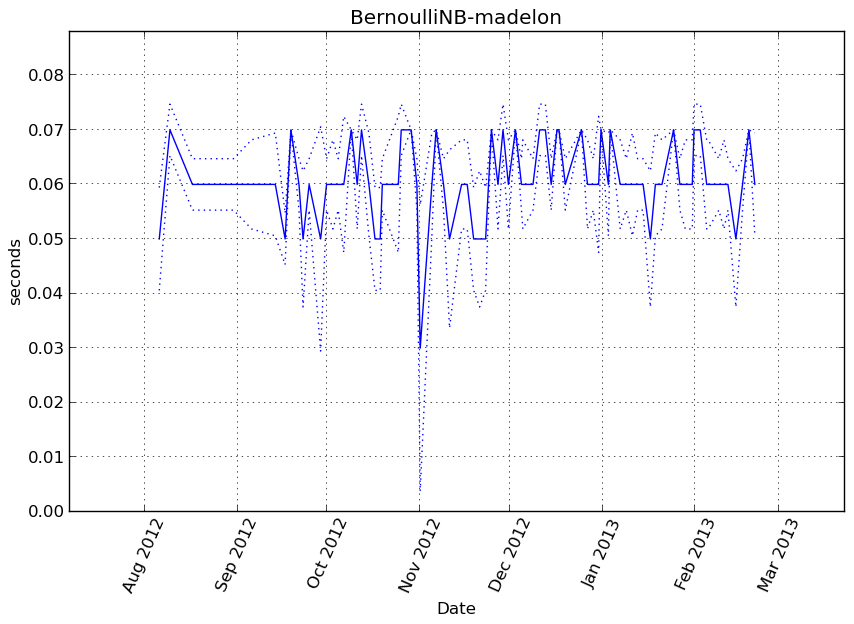 BernoulliNB-madelon
0.08
0.07
0.06
0.05
0.04
0.03
0.02
0.01
0.00
seconds
Aug 2012
Sep 2012
Oct 2012
Nov 2012
Dec 2012
Jan 2013
Feb 2013
Mar 2013
Date